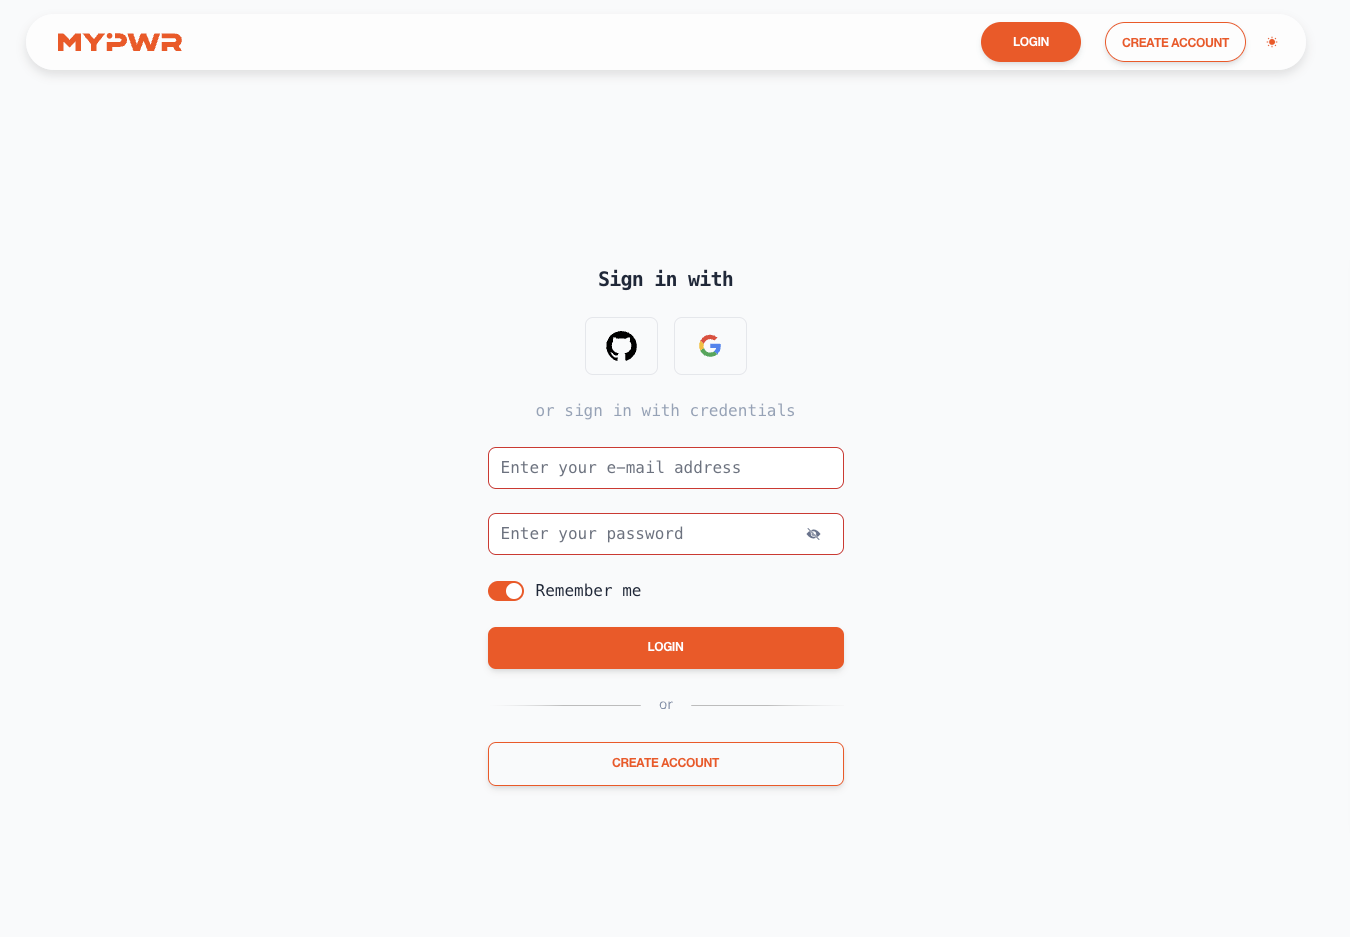 MYPWR
LOGIN
CREATE ACCOUNT
Sign in with
or sign in with credentials
Enter your e-mail address
Enter your password
Remember me
LOGIN
or
CREATE ACCOUNT